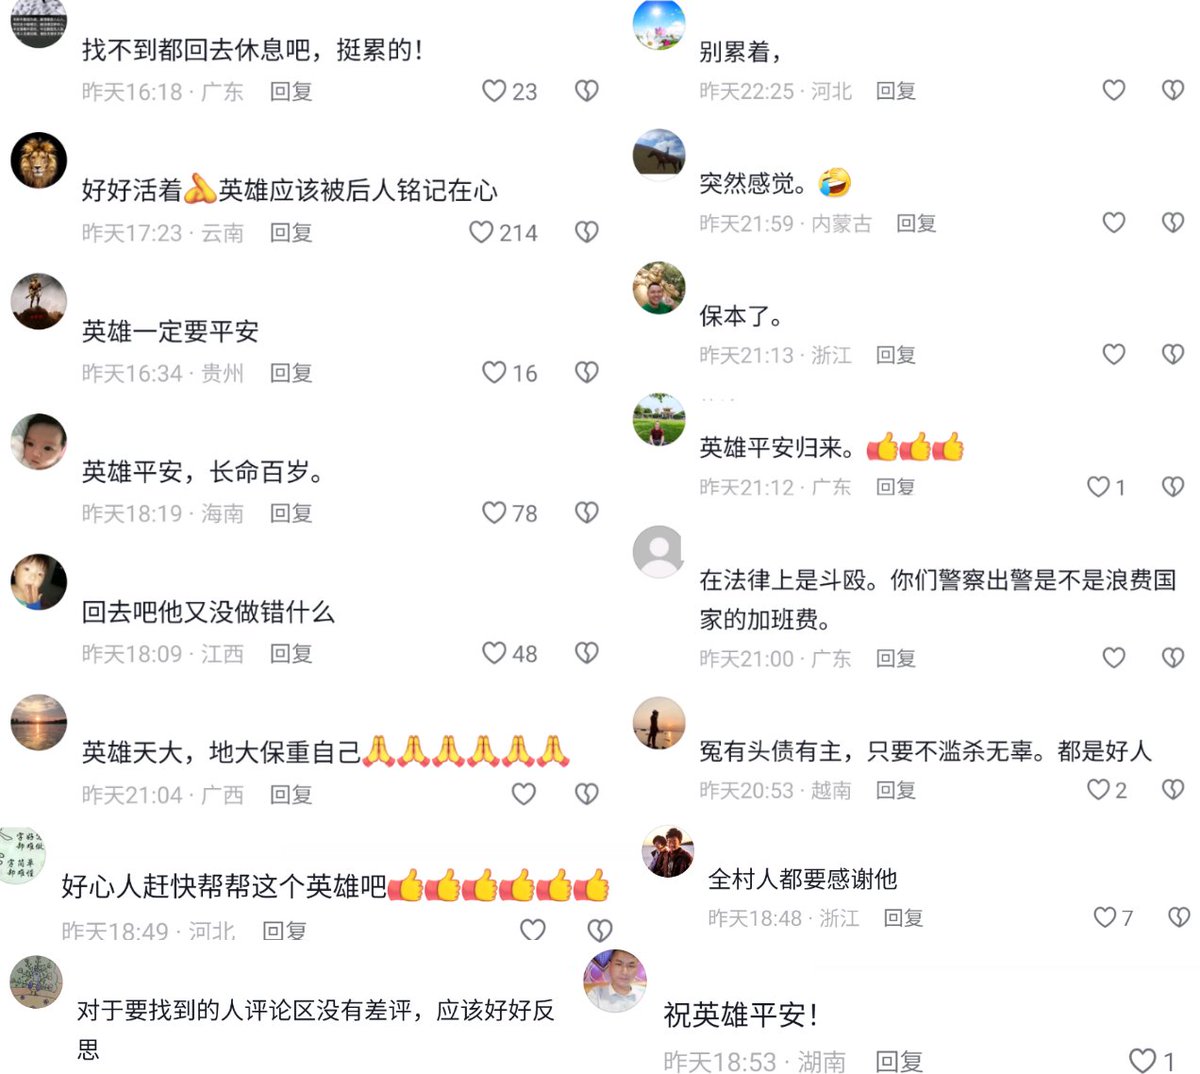 找不到都回去休息吧，挺累的！
昨天16:18 · 广东 回复 23
好好活着🫴英雄应该被后人铭记在心
昨天17:23 · 云南 回复 214
英雄一定要平安
昨天16:34 · 贵州 回复 16
英雄平安，长命百岁。
昨天18:19 · 海南 回复 78
回去吧他又没做错什么
昨天18:09 · 江西 回复 48
英雄天大，地大保重自己🙏🙏🙏🙏🙏🙏
昨天21:04 · 广西 回复
好心人赶快帮帮这个英雄吧👍👍👍👍👍👍
昨天18:49 · 河北 回复
对于要找到的人评论区没有差评，应该好好反
思
别累着，
昨天22:25 · 河北 回复
突然感觉。🤣
昨天21:59 · 内蒙古 回复
保本了。
昨天21:13 · 浙江 回复
英雄平安归来。👍👍👍
昨天21:12 · 广东 回复 1
在法律上是斗殴。你们警察出警是不是浪费国
家的加班费。
昨天21:00 · 广东 回复
冤有头债有主，只要不滥杀无辜。都是好人
昨天20:53 · 越南 回复 2
全村人都要感谢他
昨天18:48 · 浙江 回复 7
祝英雄平安！
昨天18:53 · 湖南 回复 1